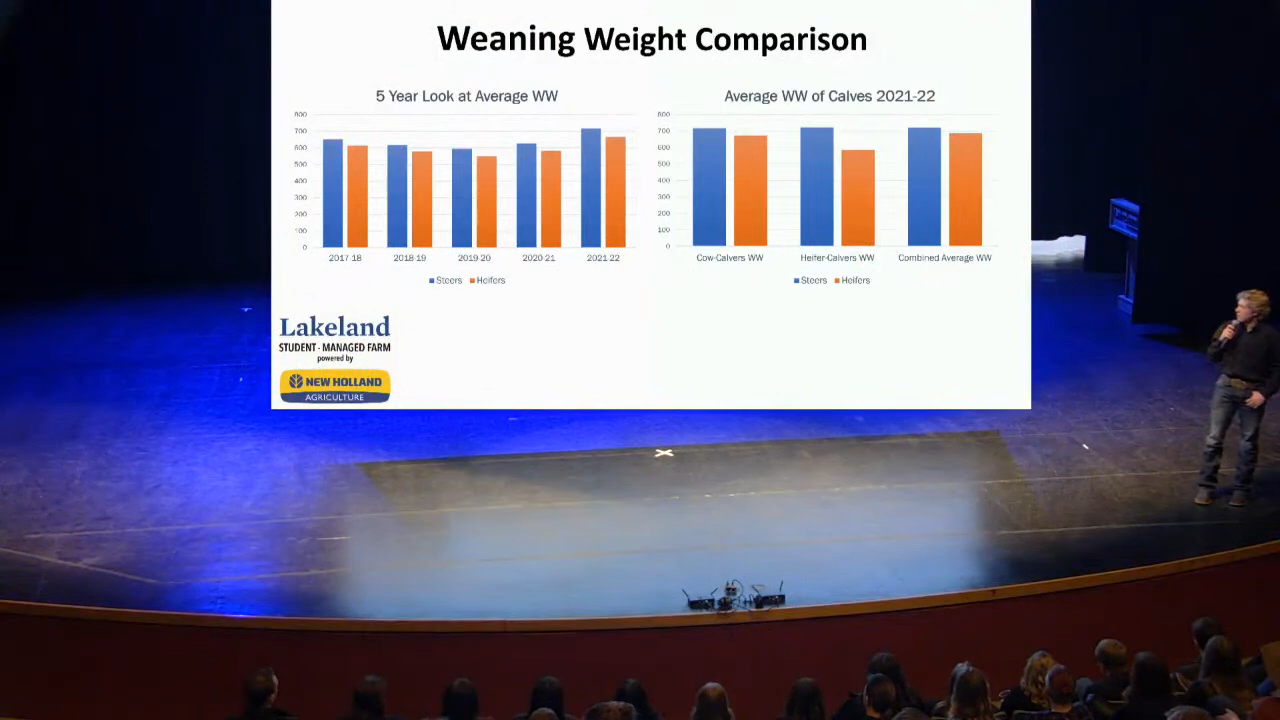 Weaning Weight Comparison
5 Year Look at Average WW
800
700
600
500
400
300
200
100
0
2017-18 2018-19 2019-20 2020-21 2021-22
Steers Heifers
Average WW of Calves 2021-22
800
700
600
500
400
300
200
100
0
Cow-Calvers WW Heifer-Calvers WW Combined Average WW
Steers Heifers
Lakeland
STUDENT - MANAGED FARM
powered by
NEW HOLLAND
AGRICULTURE